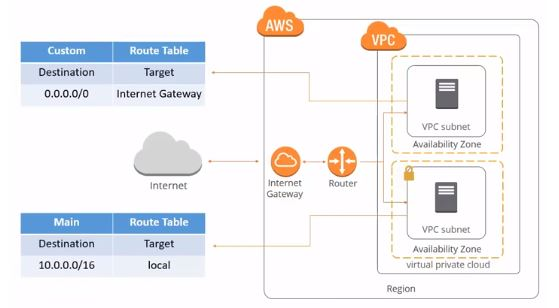 AWS
VPC
Custom Route Table
Destination Target
0.0.0.0/0 Internet Gateway
VPC subnet
Availability Zone
Internet
Internet
Gateway
Router
Main Route Table
Destination Target
10.0.0.0/16 local
VPC subnet
Availability Zone
virtual private cloud
Region